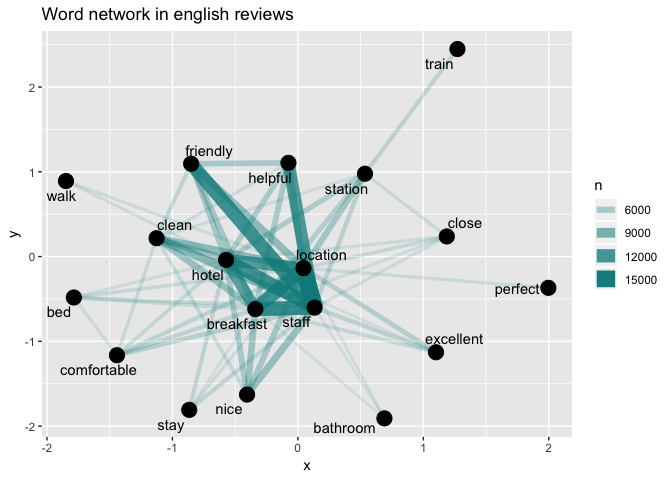 Word network in english reviews
train
friendly
helpful
station
walk
clean
close
location
hotel
perfect
bed
breakfast
staff
excellent
comfortable
nice
stay
bathroom
2
1
0
-1
-2
y
-2
-1
0
1
2
x
n
6000
9000
12000
15000